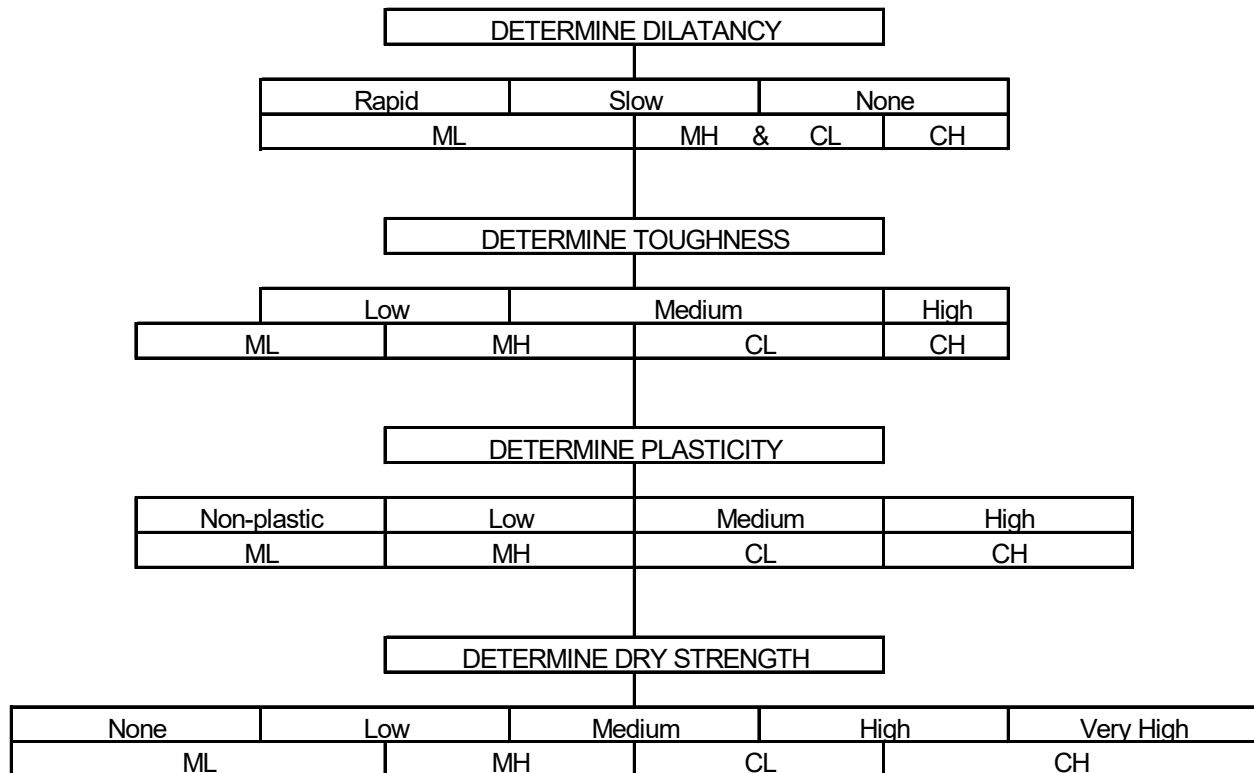 DETERMINE DILATANCY
Rapid Slow None
ML MH & CL CH
DETERMINE TOUGHNESS
Low Medium High
ML MH CL CH
DETERMINE PLASTICITY
Non-plastic Low Medium High
ML MH CL CH
DETERMINE DRY STRENGTH
None Low Medium High Very High
ML MH CL CH